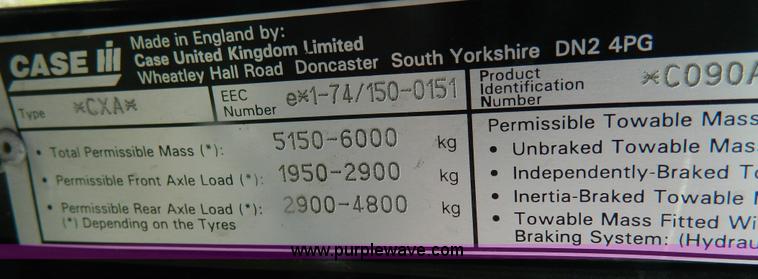 CASE IH
Made in England by:
Case United Kingdom Limited
Wheatley Hall Road Doncaster South Yorkshire DN2 4PG
Type *CXA*
EEC Number e*1-74/150-0151
Product Identification Number *C090A
• Total Permissible Mass (*): 5150-6000 kg
• Permissible Front Axle Load (*): 1950-2900 kg
• Permissible Rear Axle Load (*): 2900-4800 kg
(*) Depending on the Tyres
Permissible Towable Mass
• Unbraked Towable Mass
• Independently-Braked To
• Inertia-Braked Towable
• Towable Mass Fitted Wi
Braking System: (Hydrau
www.purplewave.com